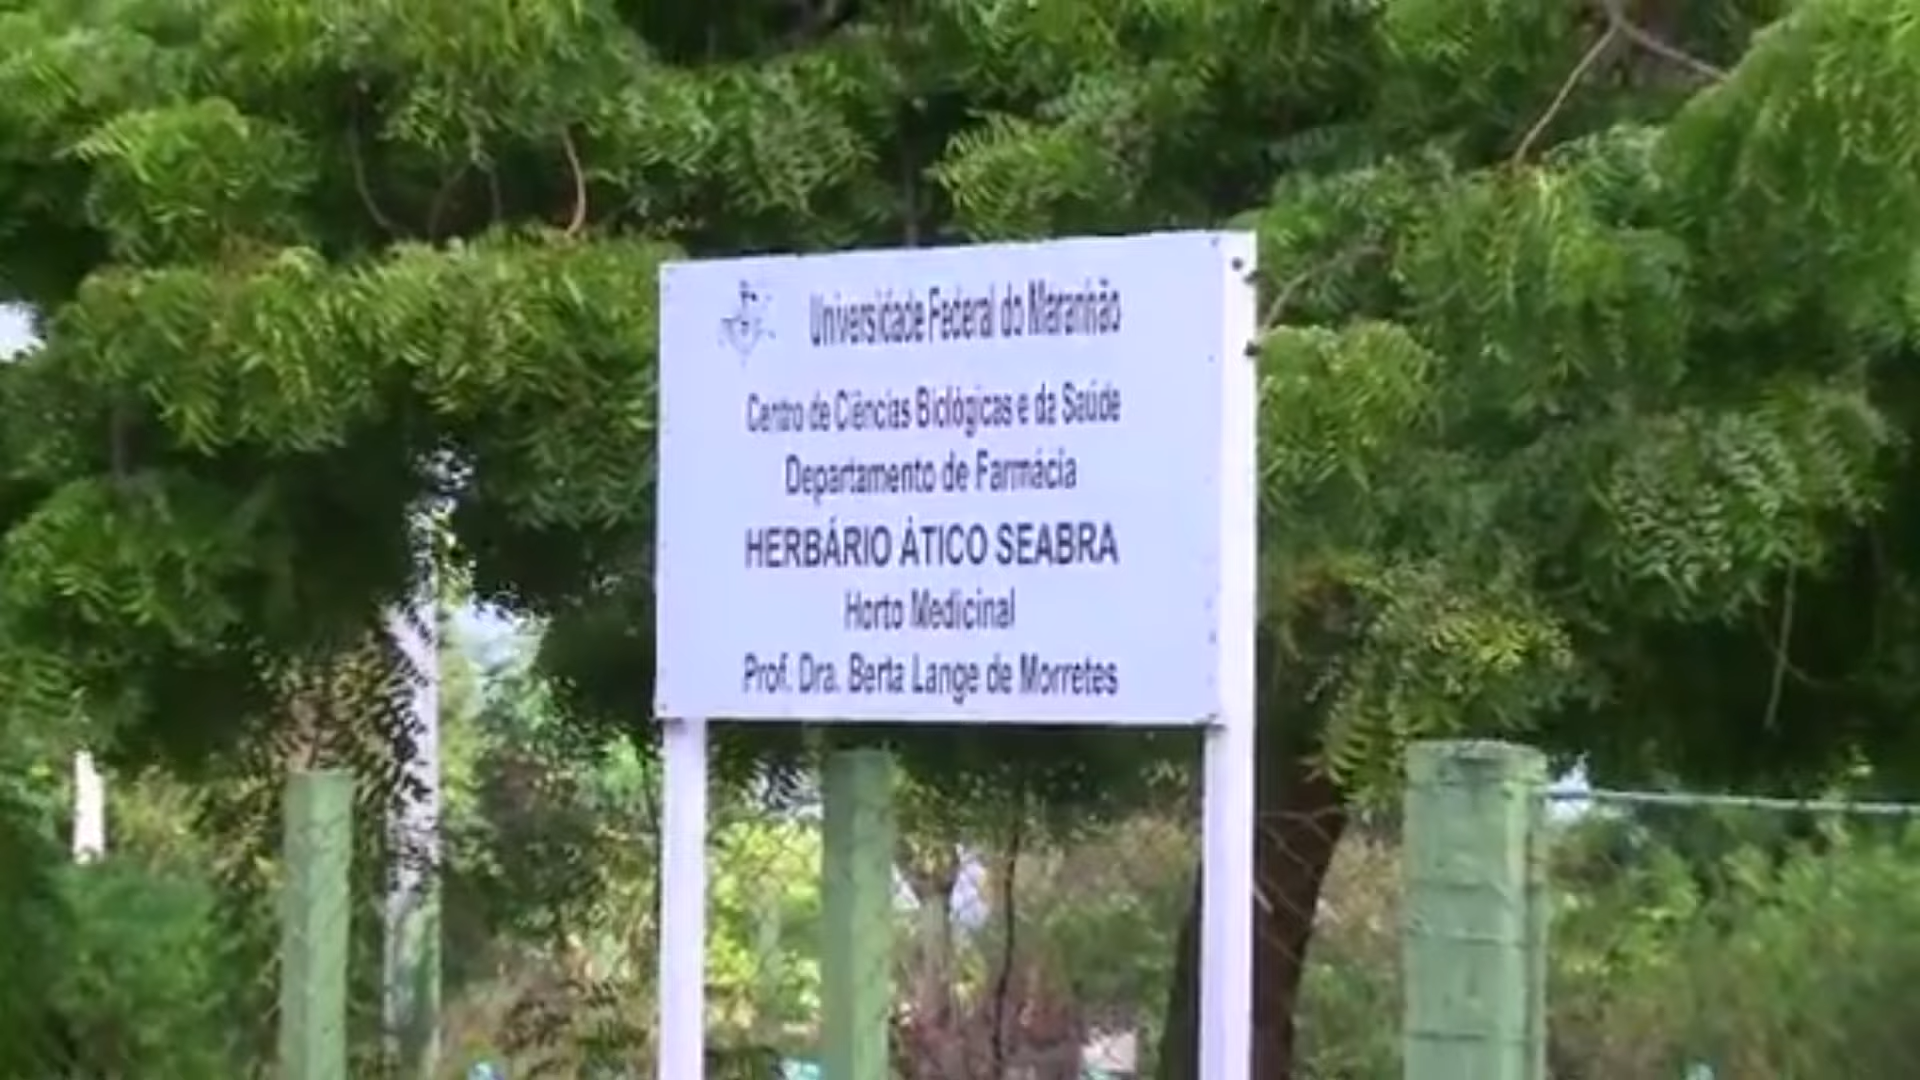 Universidade Federal do Maranhão
Centro de Ciências Biológicas e da Saúde
Departamento de Farmácia
HERBÁRIO ÁTICO SEABRA
Horto Medicinal
Prof. Dra. Berta Lange de Morretes